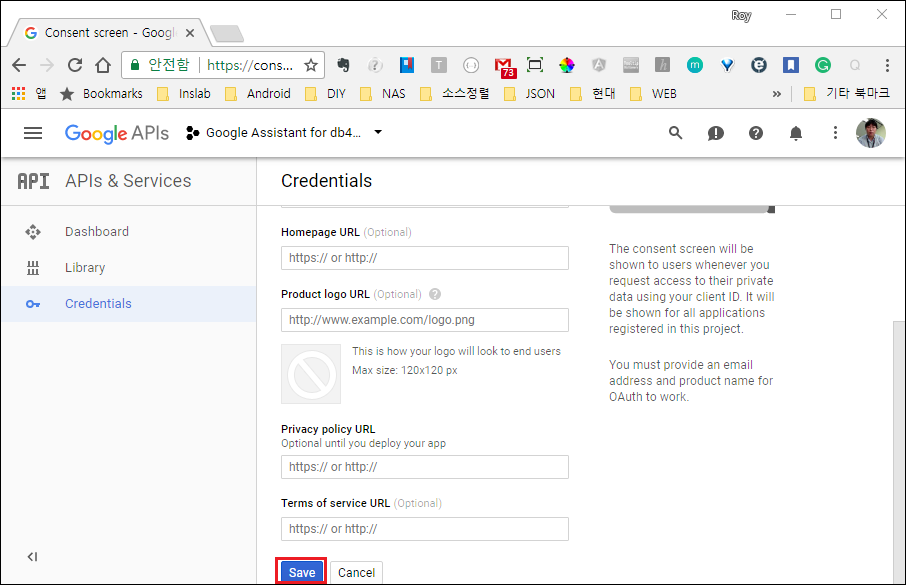 Roy
Consent screen - Googl
안전함 https://cons...
T
73
h
m
앱 Bookmarks Inslab Android DIY NAS 소스정렬 JSON 현대 WEB » 기타 북마크
Google APIs Google Assistant for db4...
API APIs & Services
Credentials
Dashboard
Library
Credentials
Homepage URL (Optional)
https:// or http://
Product logo URL (Optional)
http://www.example.com/logo.png
This is how your logo will look to end users
Max size: 120x120 px
Privacy policy URL
Optional until you deploy your app
https:// or http://
Terms of service URL (Optional)
https:// or http://
Save Cancel
The consent screen will be
shown to users whenever you
request access to their private
data using your client ID. It will
be shown for all applications
registered in this project.
You must provide an email
address and product name for
OAuth to work.